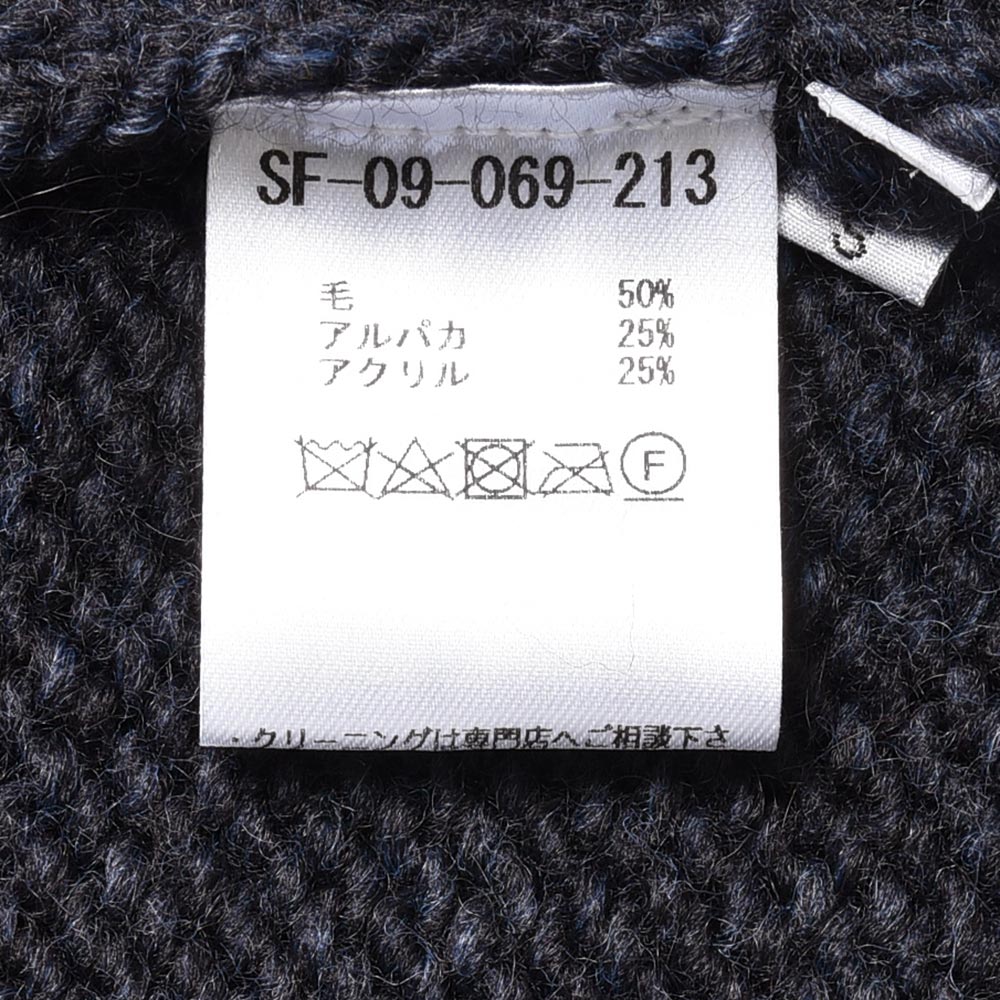 SF-09-069-213
毛 50%
アルパカ 25%
アクリル 25%
F
・クリーニングは専門店へご相談下さ